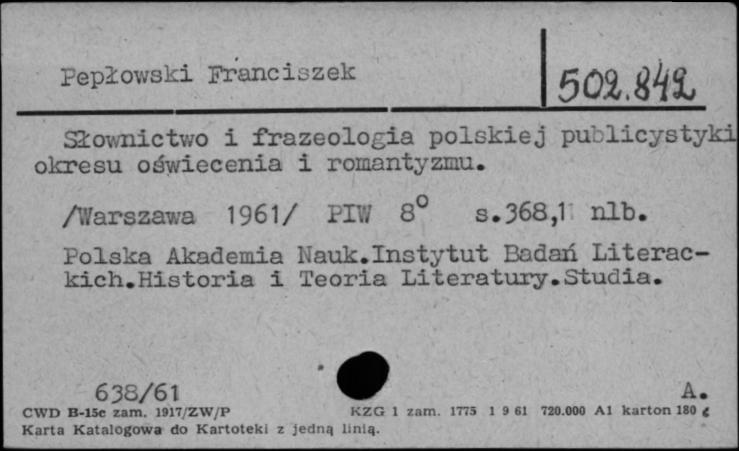 Pepłowski Franciszek
502.842
Słownictwo i frazeologia polskiej publicystyki
okresu oświecenia i romantyzmu.
/Warszawa 1961/ PIW 8° s.368,1 nlb.
Polska Akademia Nauk.Instytut Badań Literac-
kich.Historia i Teoria Literatury.Studia.
638/61
A.
CWD B-15c zam. 1917/ZW/P KZG 1 zam. 1775 1 9 61 720.000 A1 karton 180 g
Karta Katalogowa do Kartoteki z jedną linią.